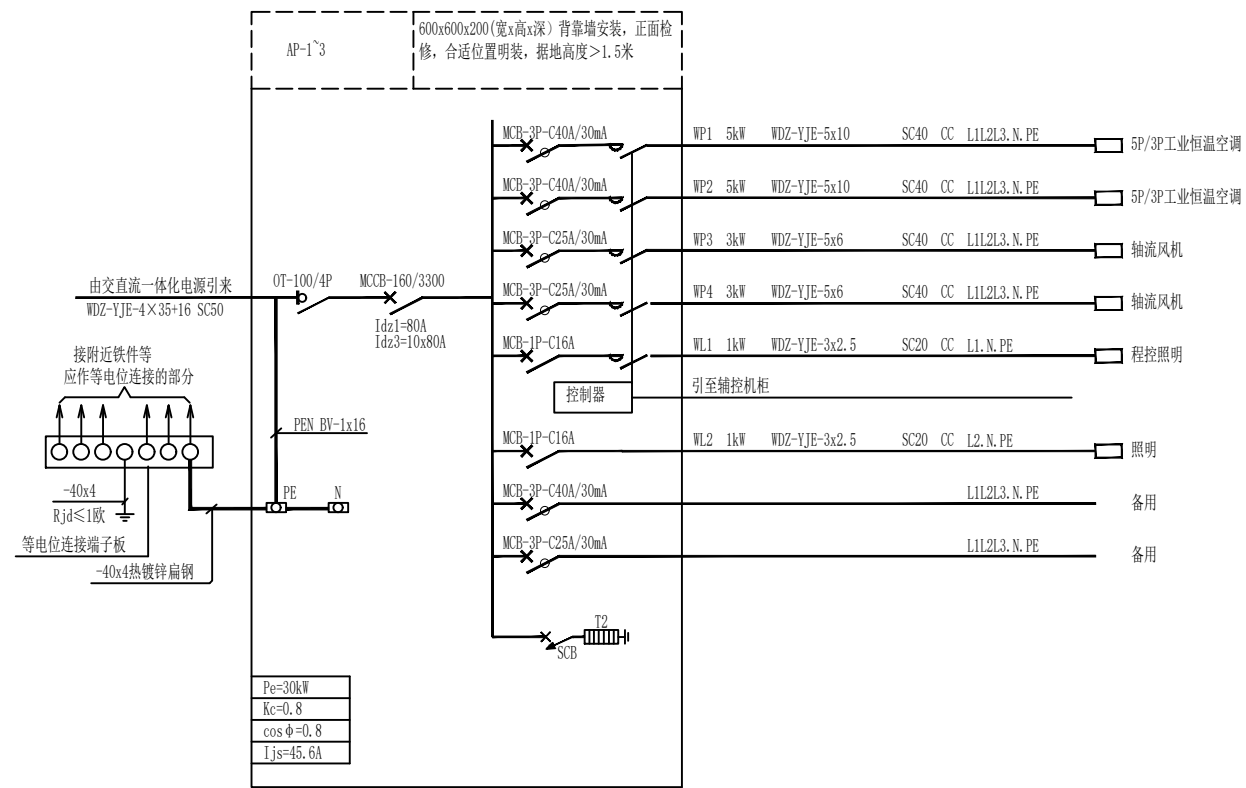 AP-1~3
600x600x200(宽x高x深）背靠墙安装，正面检
修，合适位置明装，据地高度>1.5米
MCB-3P-C40A/30mA
WP1 5kW WDZ-YJE-5x10 SC40 CC L1L2L3.N.PE
5P/3P工业恒温空调
MCB-3P-C40A/30mA
WP2 5kW WDZ-YJE-5x10 SC40 CC L1L2L3.N.PE
5P/3P工业恒温空调
MCB-3P-C25A/30mA
WP3 3kW WDZ-YJE-5x6 SC40 CC L1L2L3.N.PE
轴流风机
由交直流一体化电源引来
WDZ-YJE-4×35+16 SC50
OT-100/4P
MCCB-160/3300
Idz1=80A
Idz3=10x80A
MCB-3P-C25A/30mA
WP4 3kW WDZ-YJE-5x6 SC40 CC L1L2L3.N.PE
轴流风机
MCB-1P-C16A
WL1 1kW WDZ-YJE-3x2.5 SC20 CC L1.N.PE
程控照明
控制器
引至辅控机柜
接附近铁件等
应作等电位连接的部分
PEN BV-1x16
MCB-1P-C16A
WL2 1kW WDZ-YJE-3x2.5 SC20 CC L2.N.PE
照明
-40x4
Rjd≤1欧
PE
N
MCB-3P-C40A/30mA
L1L2L3.N.PE
备用
等电位连接端子板
-40x4热镀锌扁钢
MCB-3P-C25A/30mA
L1L2L3.N.PE
备用
T2
SCB
Pe=30kW
Kc=0.8
cosφ=0.8
Ijs=45.6A